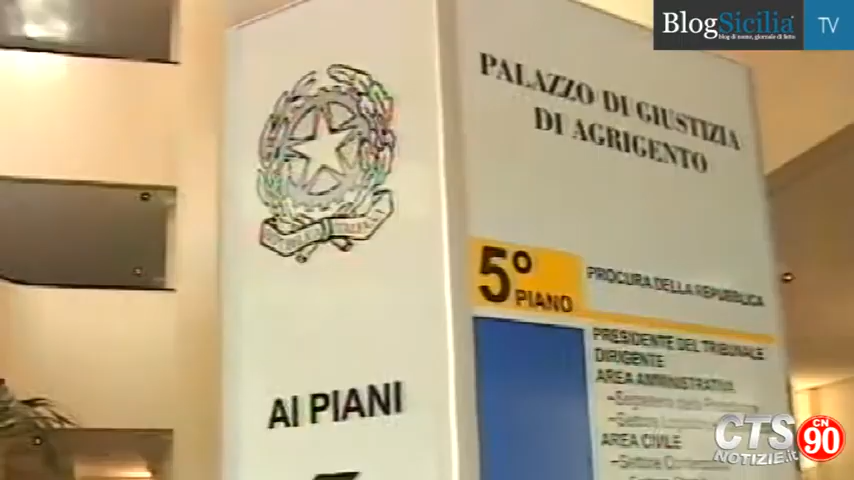 BlogSicilia TV
PALAZZO DI GIUSTIZIA
DI AGRIGENTO
5° PIANO
PROCURA DELLA REPUBBLICA
PRESIDENTE DEL TRIBUNALE
DIRIGENTE
AREA AMMINISTRATIVA
AREA CIVILE
AI PIANI
CTS
NOTIZIE.it
CN
90